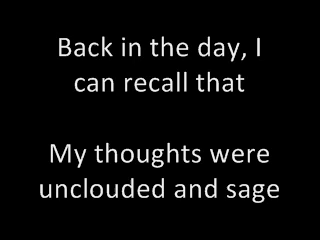 Back in the day, I
can recall that
My thoughts were
unclouded and sage